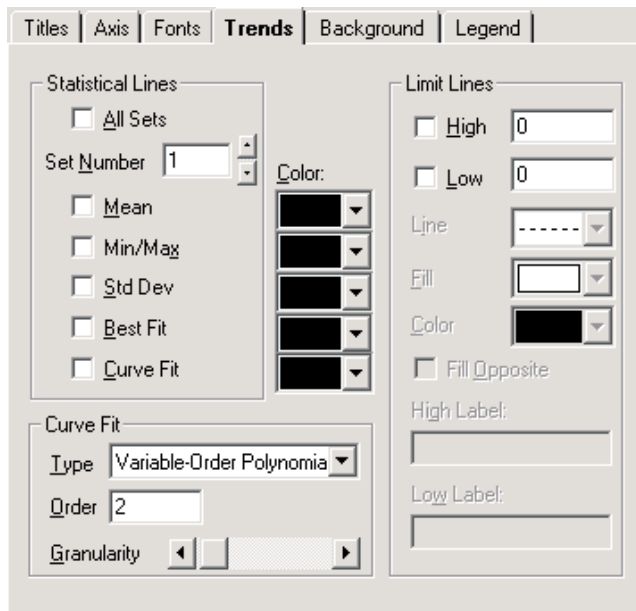 Titles Axis Fonts Trends Background Legend
Statistical Lines
All Sets
Set Number 1
Color:
Mean
Min/Max
Std Dev
Best Fit
Curve Fit
Curve Fit
Type Variable-Order Polynomia
Order 2
Granularity
Limit Lines
High 0
Low 0
Line
Fill
Color
Fill Opposite
High Label:
Low Label: